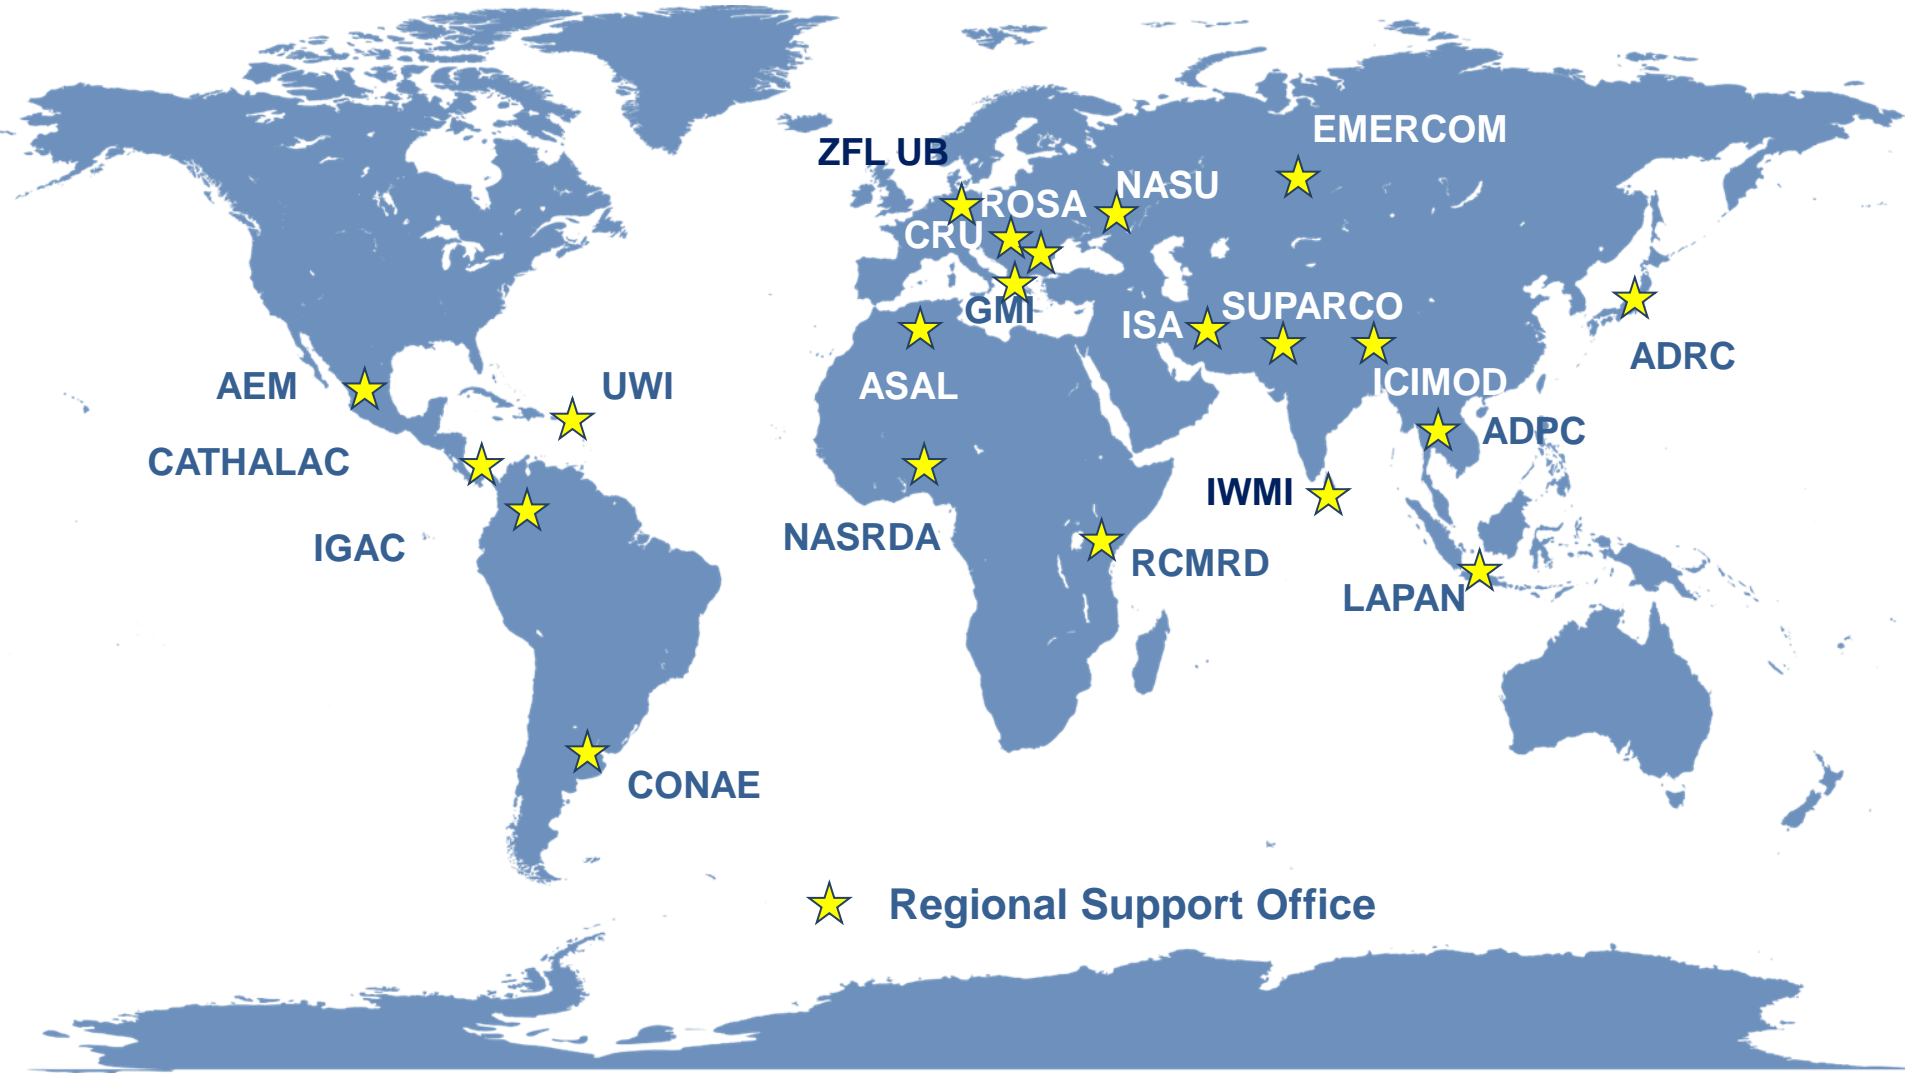 EMERCOM
ZFL UB
NASU
ROSA
CRU
SUPARCO
GMI
ISA
ADRC
AEM
UWI
ASAL
ICIMOD
ADPC
CATHALAC
IWMI
NASRDA
IGAC
RCMRD
LAPAN
CONAE
Regional Support Office